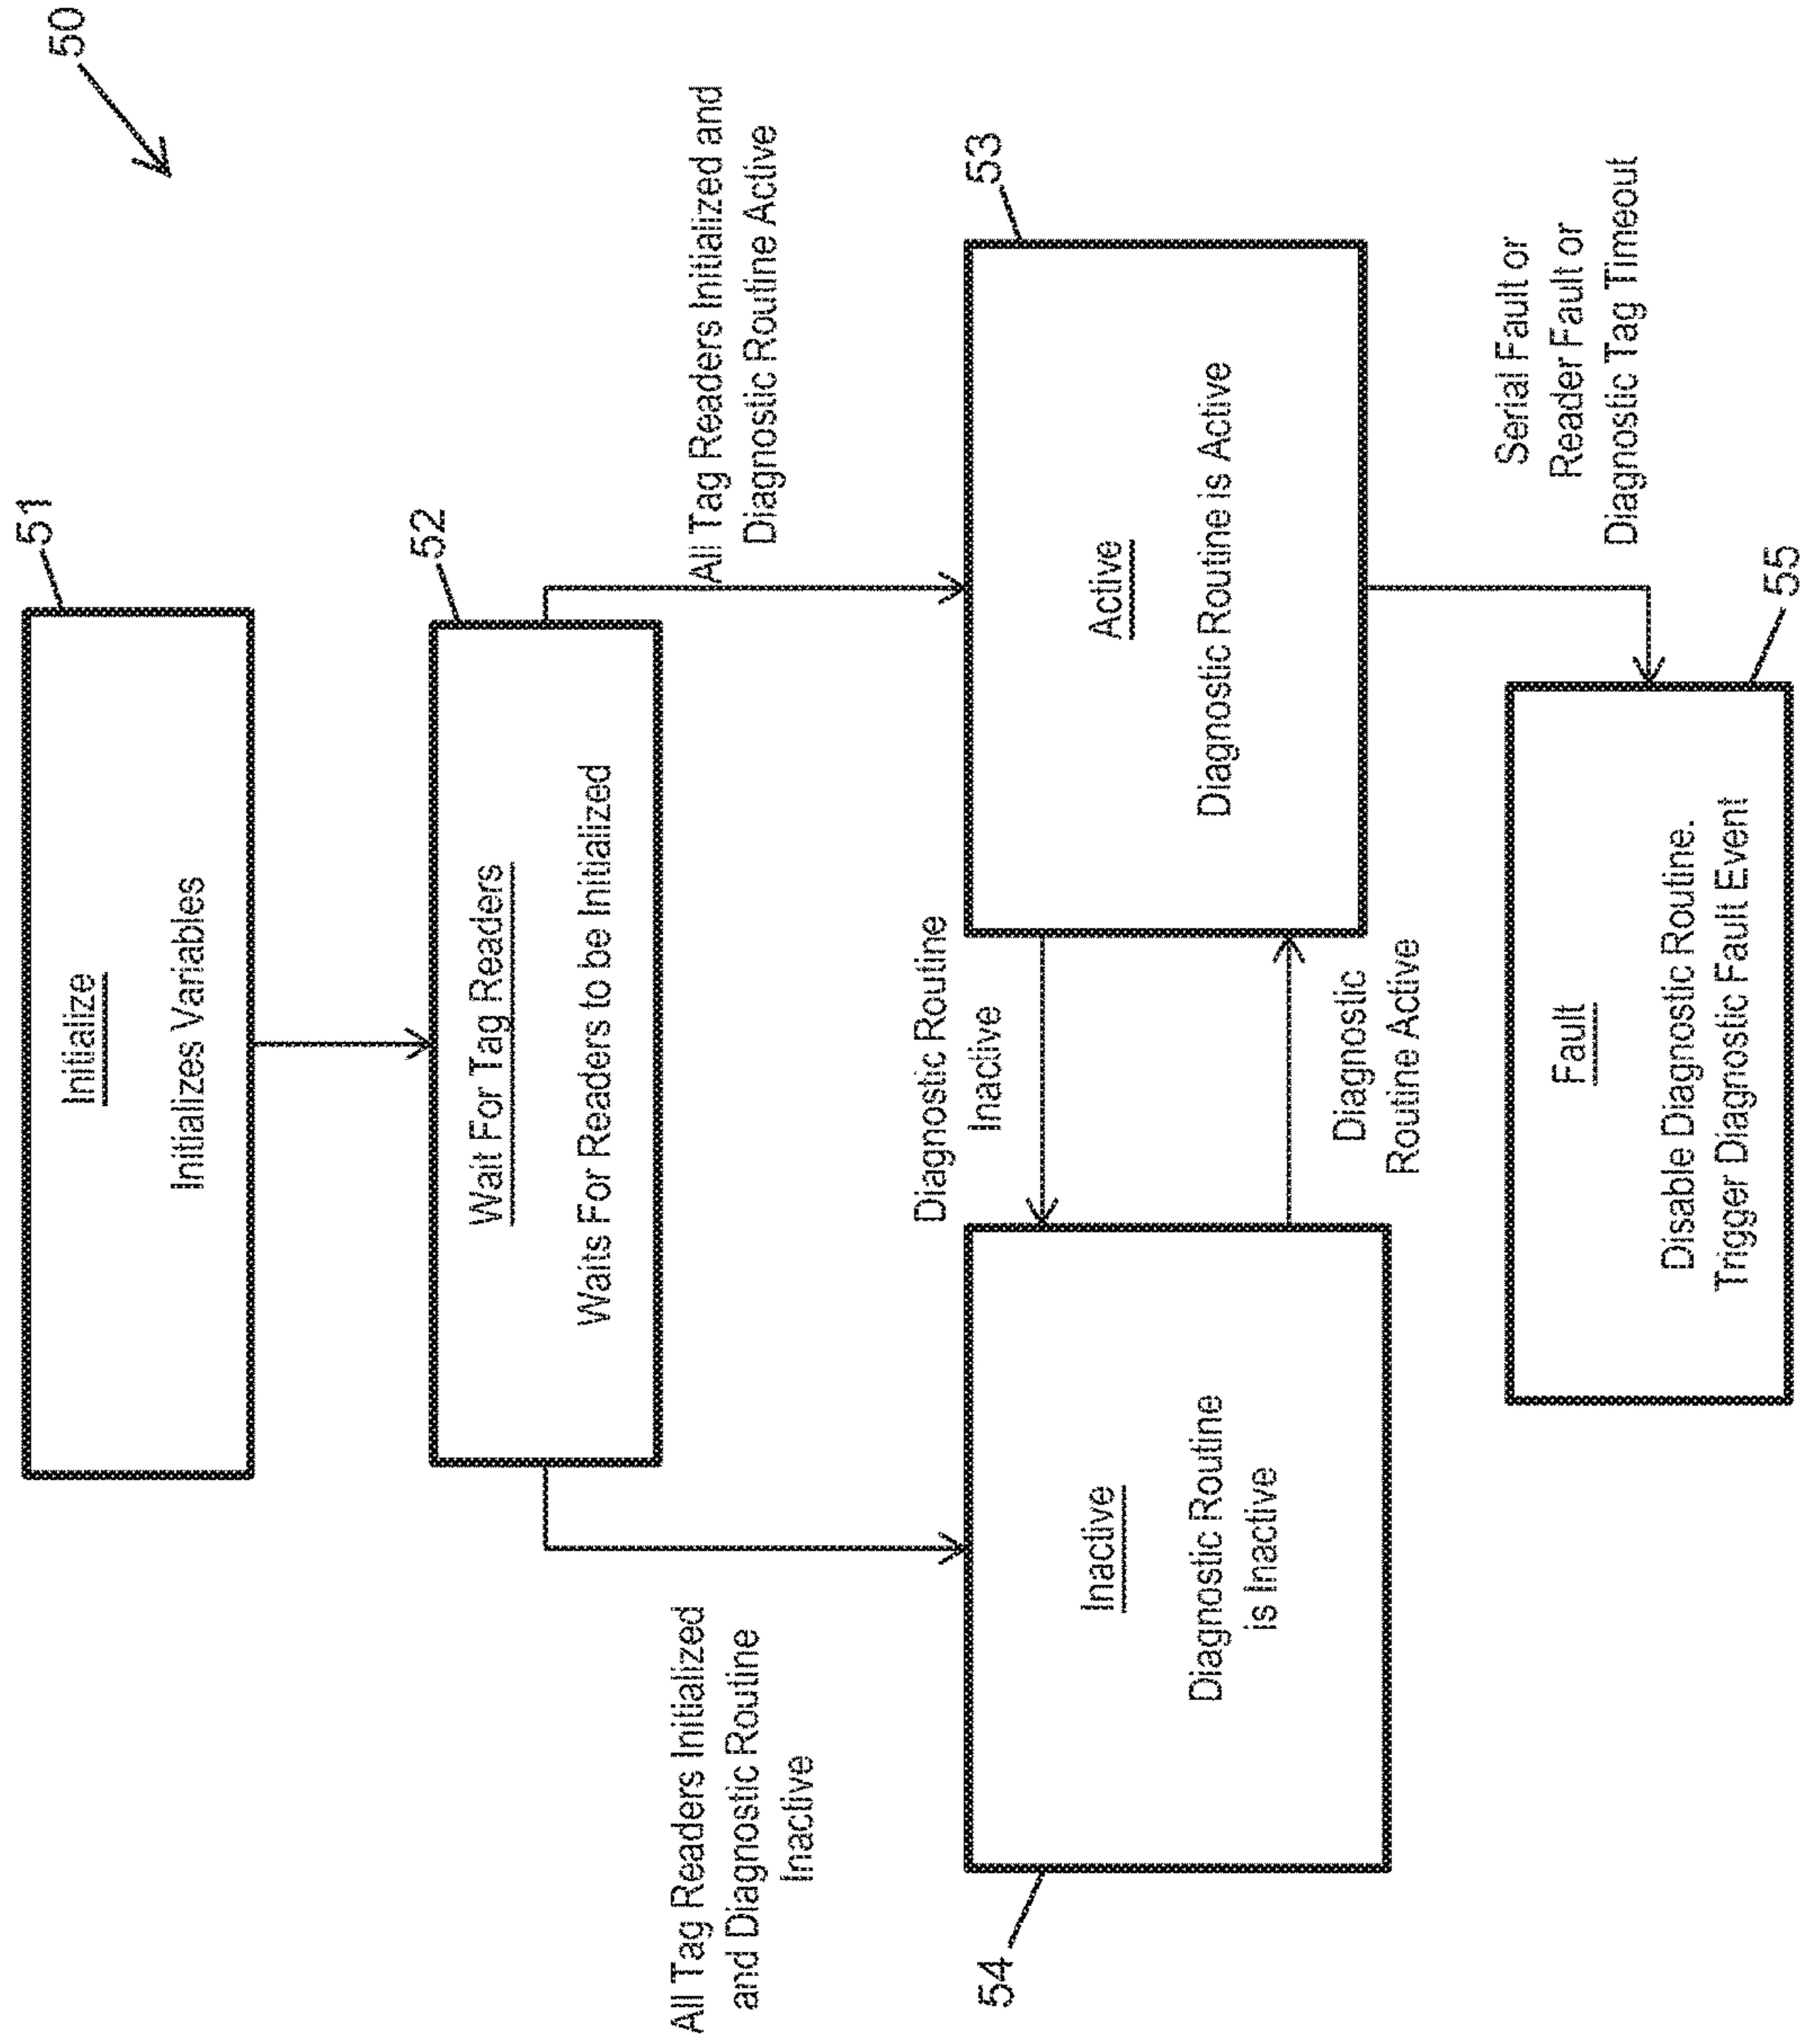 50
51
Initialize
Initializes Variables
52
Wait For Tag Readers
Waits For Readers to be Initialized
All Tag Readers Initialized
and Diagnostic Routine
Inactive
All Tag Readers Initialized and
Diagnostic Routine Active
54
Inactive
Diagnostic Routine
is Inactive
Diagnostic Routine
Inactive
Diagnostic
Routine Active
53
Active
Diagnostic Routine is Active
Serial Fault or
Reader Fault or
Diagnostic Tag Timeout
55
Fault
Disable Diagnostic Routine.
Trigger Diagnostic Fault Event